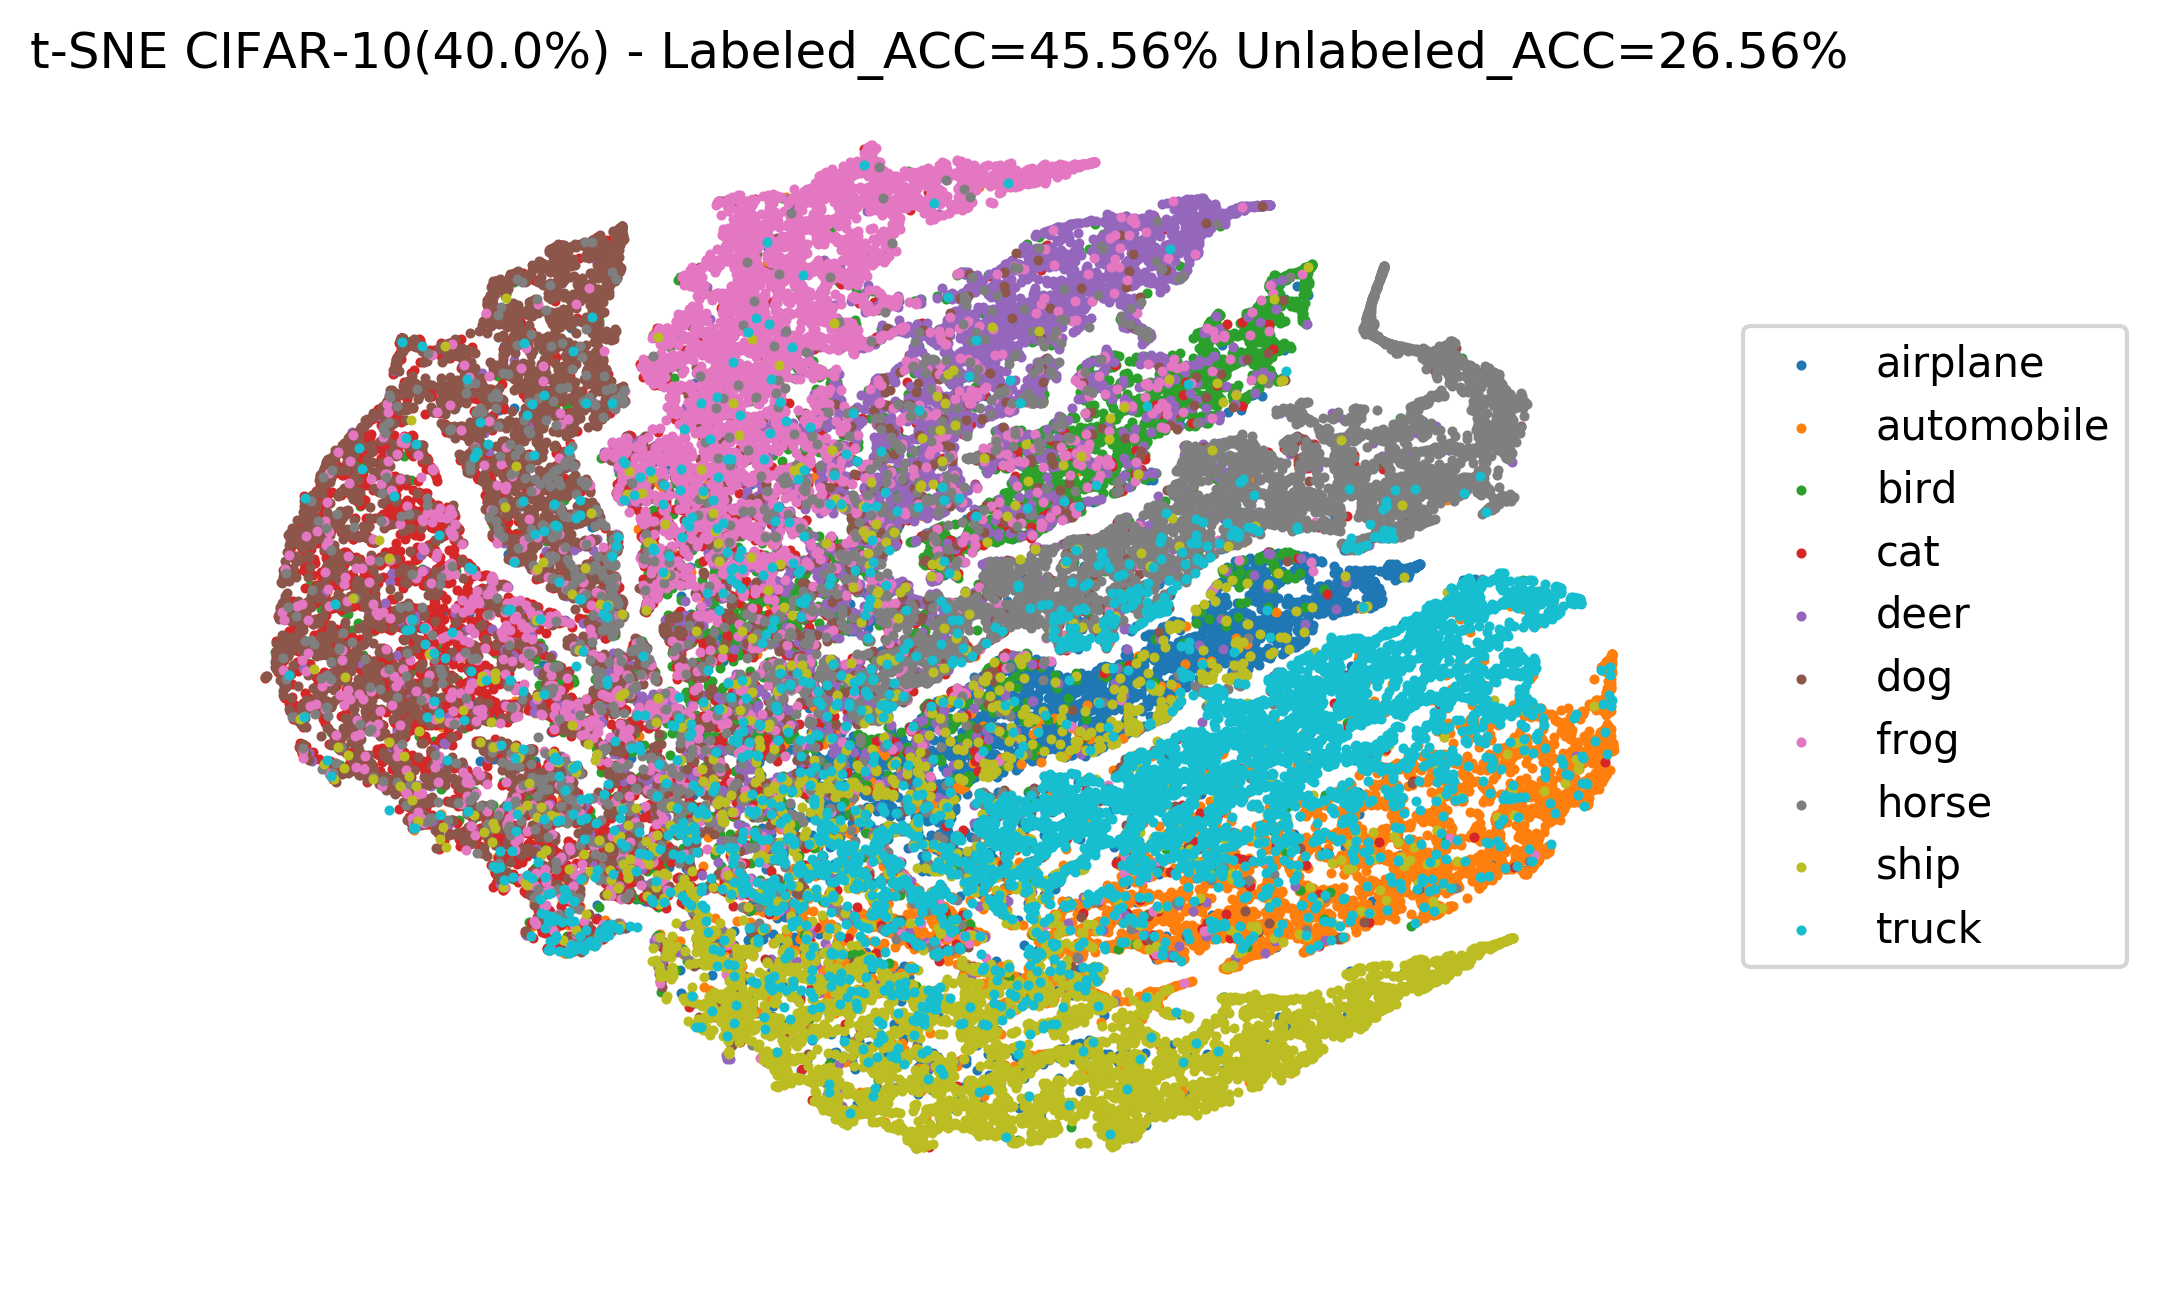 t-SNE CIFAR-10(40.0%) - Labeled_ACC=45.56% Unlabeled_ACC=26.56%
airplane
automobile
bird
cat
deer
dog
frog
horse
ship
truck